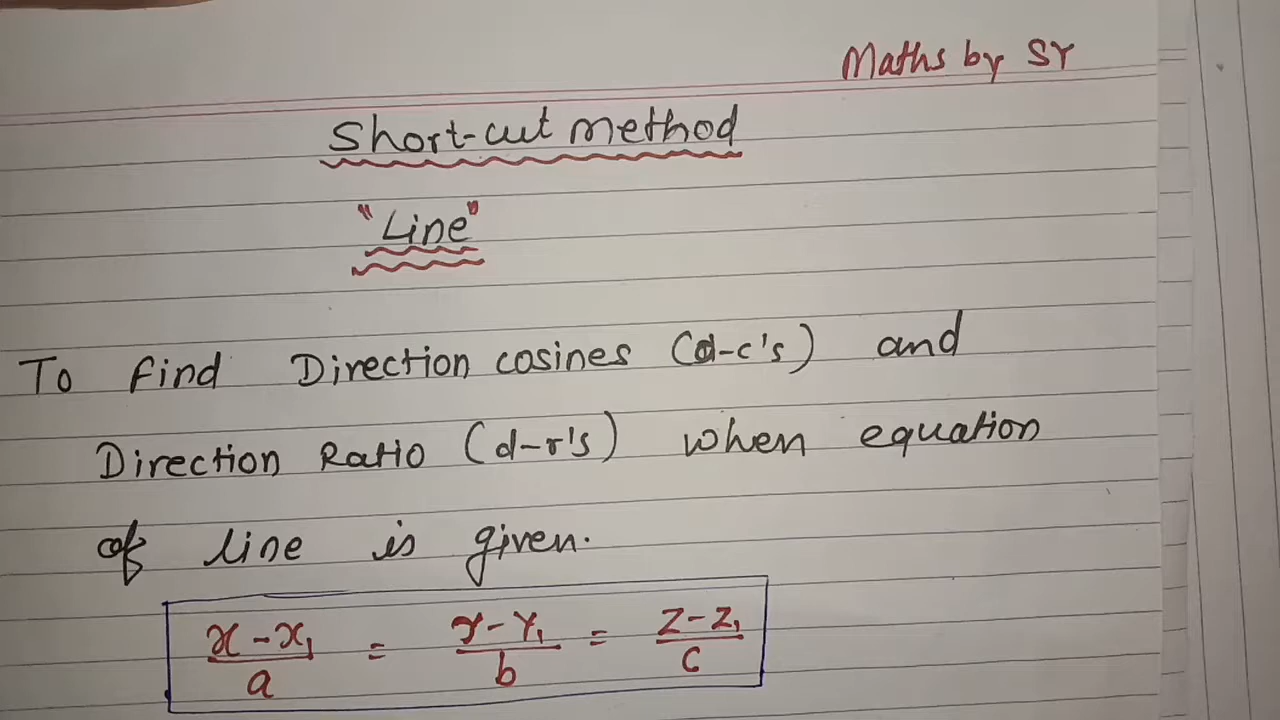 Maths by SY
Short-cut method
"Line"
To find Direction cosines (d-c's) and
Direction Ratio (d-r's) when equation
of line is given.
x-x₁/a = y-y₁/b = z-z₁/c